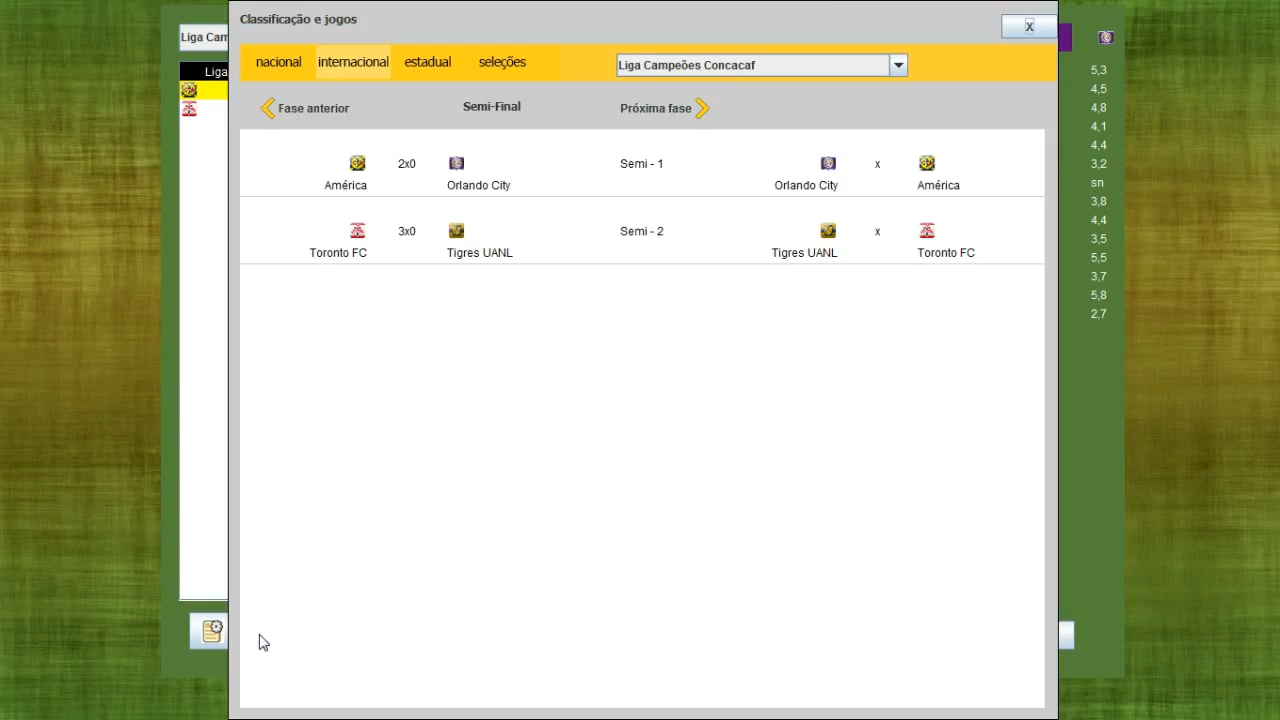 Classificação e jogos
X
Liga Cam
nacional internacional estadual seleções Liga Campeões Concacaf
Liga
Fase anterior Semi-Final Próxima fase
2x0 Semi - 1 x
América Orlando City Orlando City América
3x0 Semi - 2 x
Toronto FC Tigres UANL Tigres UANL Toronto FC
5,3
4,5
4,8
4,1
4,4
3,2
sn
3,8
4,4
3,5
5,5
3,7
5,8
2,7